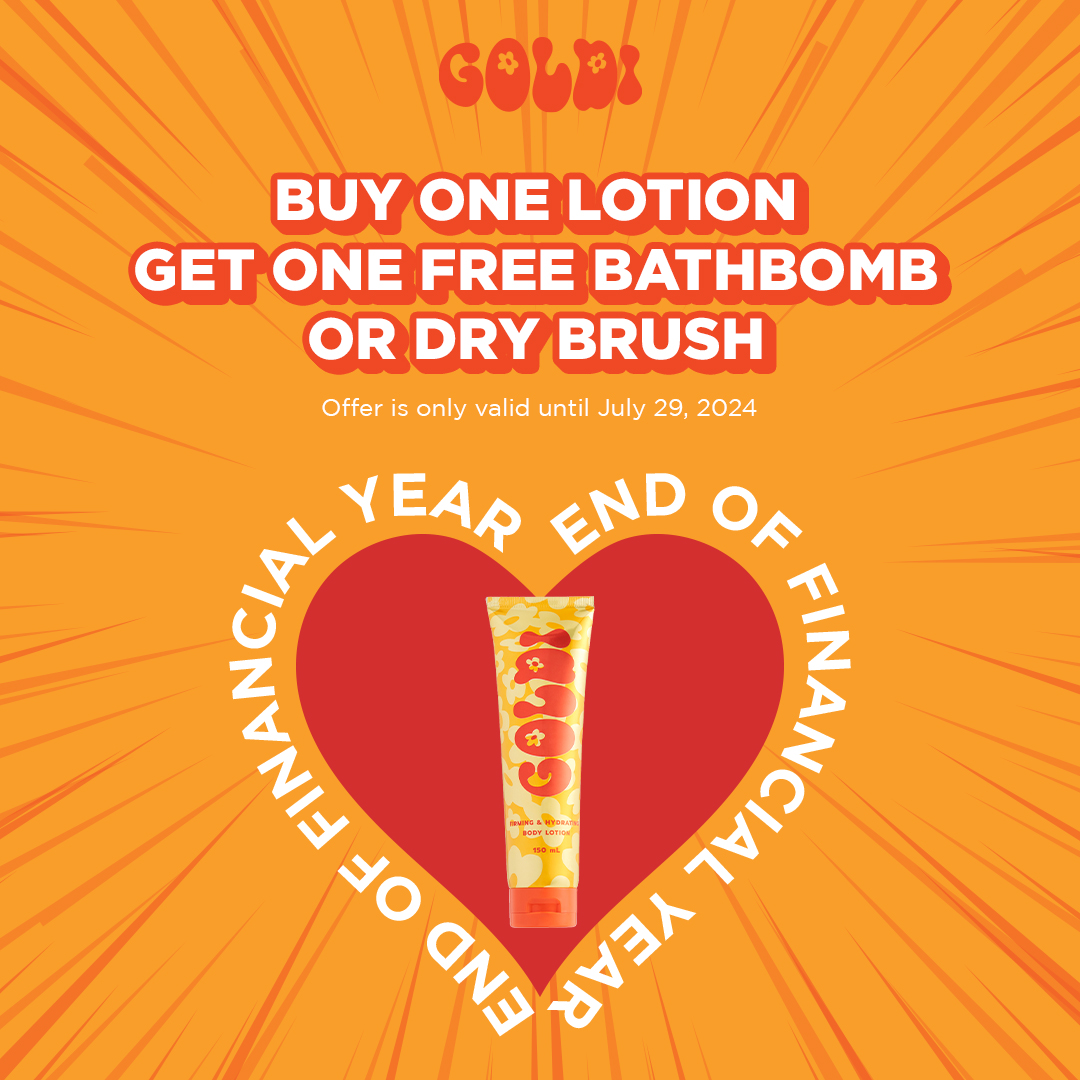 GOLDI
BUY ONE LOTION
GET ONE FREE BATHBOMB
OR DRY BRUSH
Offer is only valid until July 29, 2024
END OF FINANCIAL YEAR
END OF FINANCIAL YEAR
GOLDI
FIRMING & HYDRATING
BODY LOTION
150 mL